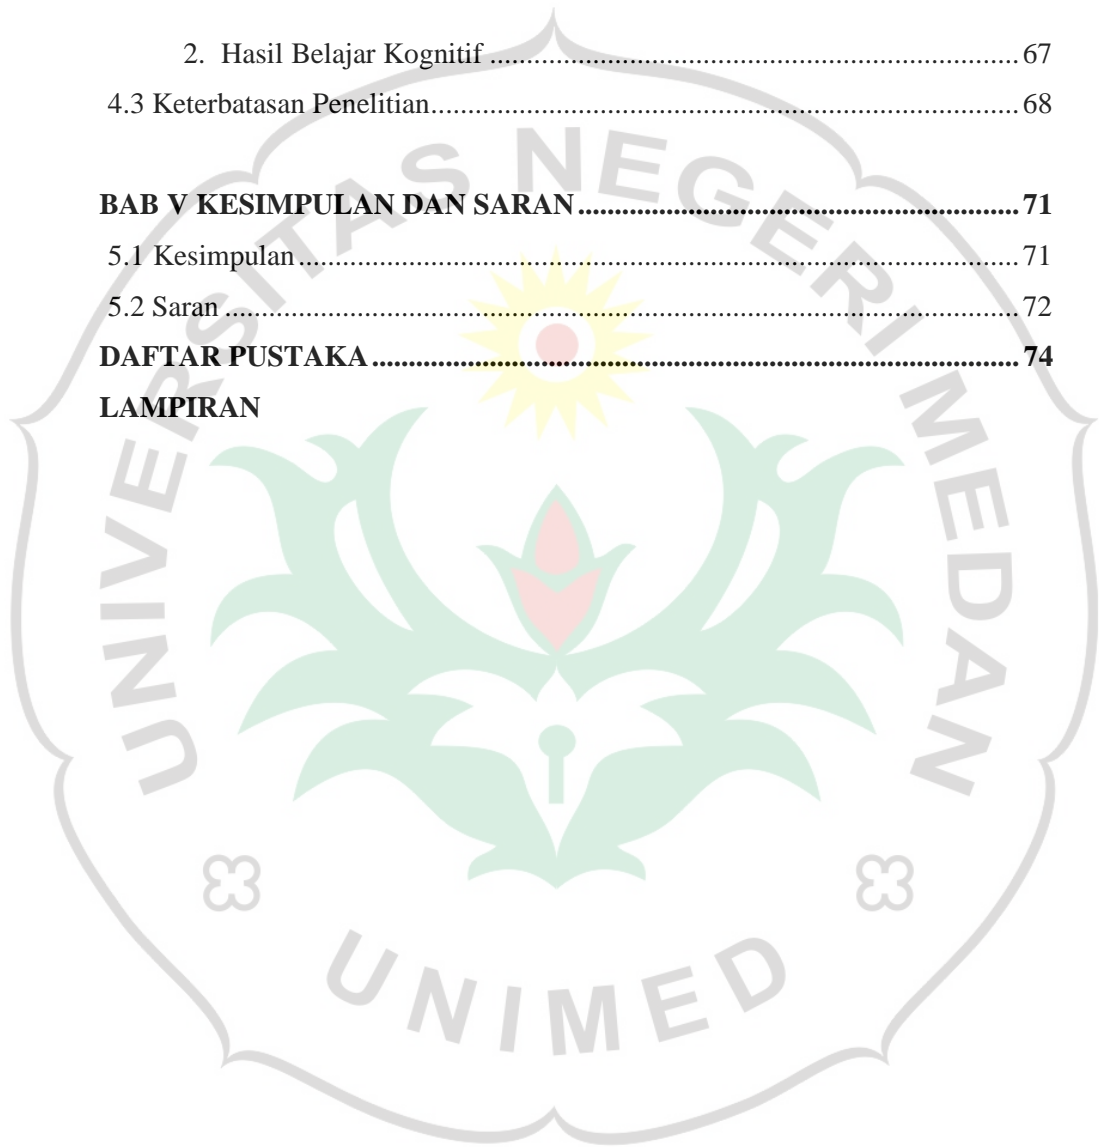 2. Hasil Belajar Kognitif ........................................................................ 67
4.3 Keterbatasan Penelitian................................................................................ 68
BAB V KESIMPULAN DAN SARAN............................................................ 71
5.1 Kesimpulan.................................................................................................. 71
5.2 Saran ............................................................................................................ 72
DAFTAR PUSTAKA........................................................................................ 74
LAMPIRAN
UNIVERSITAS NEGERI MEDAN
UNIMED